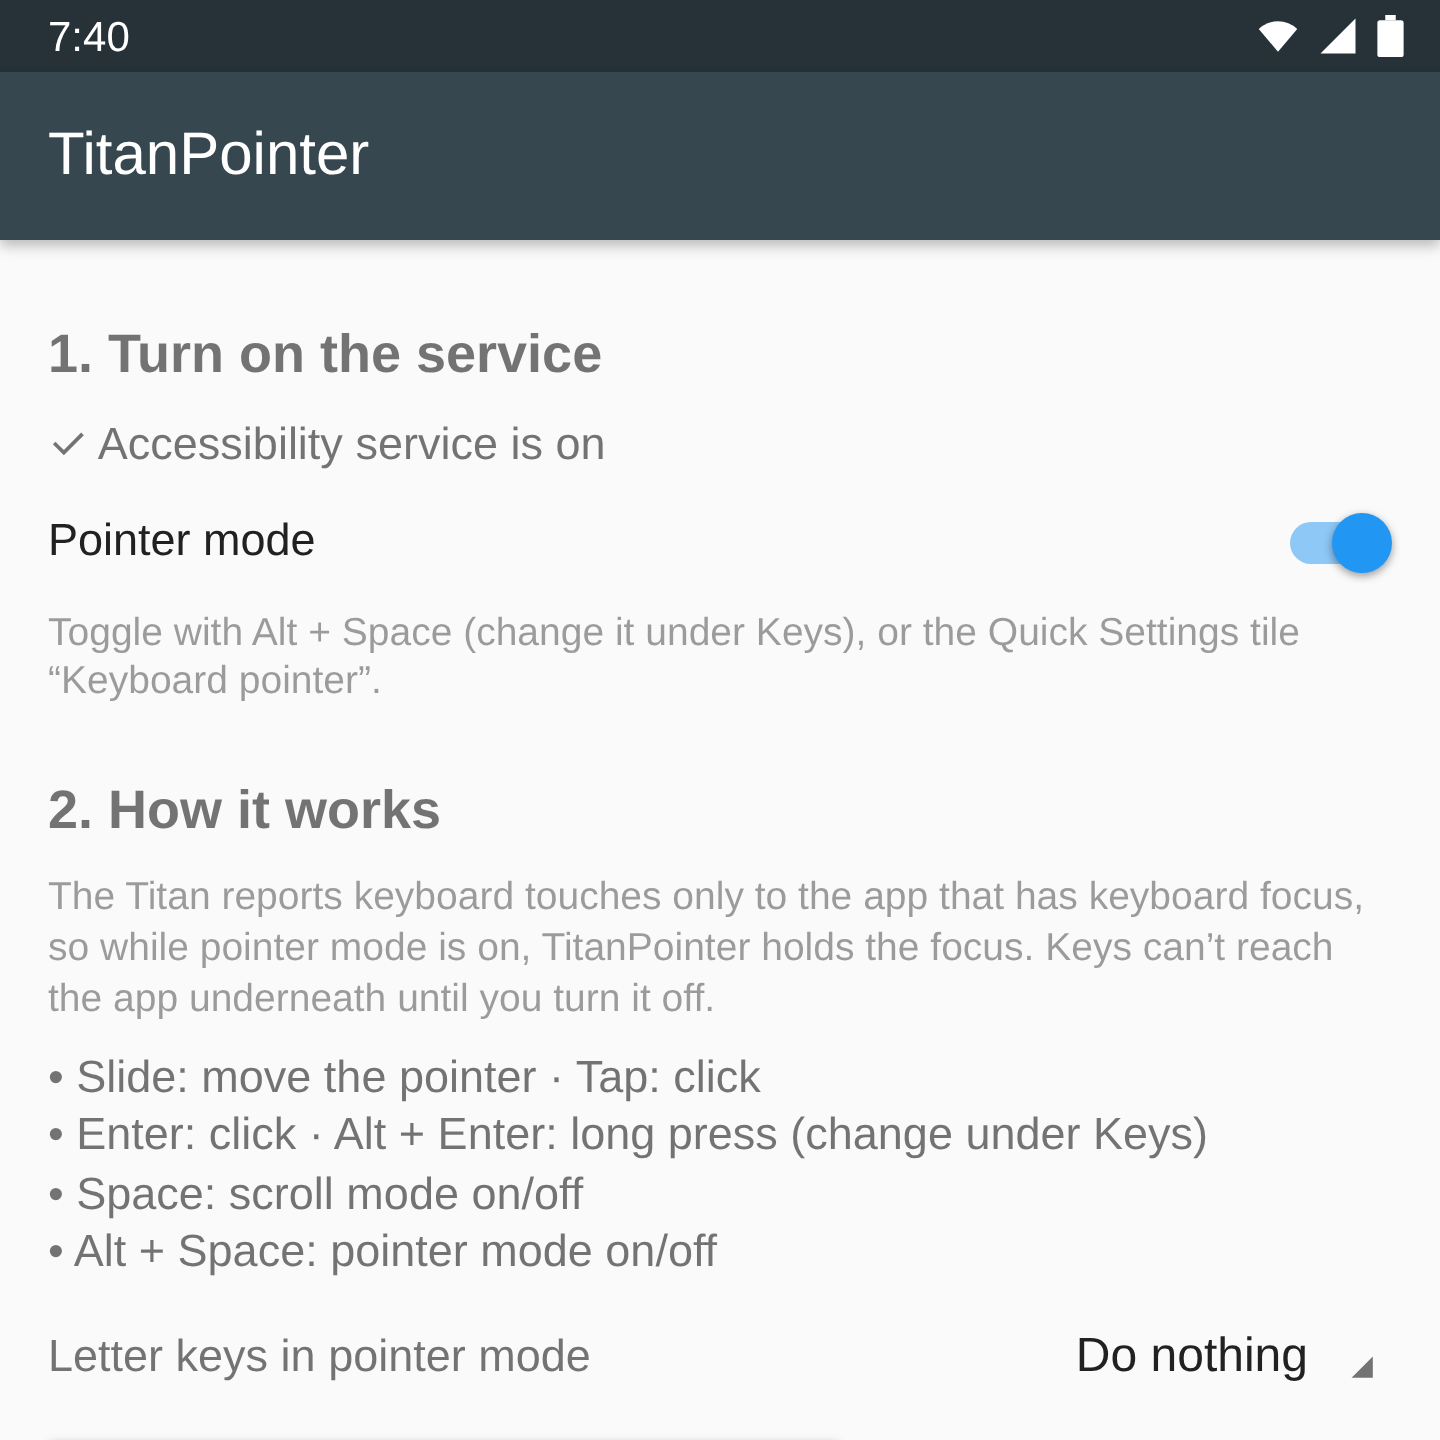 7:40
TitanPointer
1. Turn on the service
✓ Accessibility service is on
Pointer mode
Toggle with Alt + Space (change it under Keys), or the Quick Settings tile
“Keyboard pointer”.
2. How it works
The Titan reports keyboard touches only to the app that has keyboard focus,
so while pointer mode is on, TitanPointer holds the focus. Keys can’t reach
the app underneath until you turn it off.
• Slide: move the pointer · Tap: click
• Enter: click · Alt + Enter: long press (change under Keys)
• Space: scroll mode on/off
• Alt + Space: pointer mode on/off
Letter keys in pointer mode
Do nothing